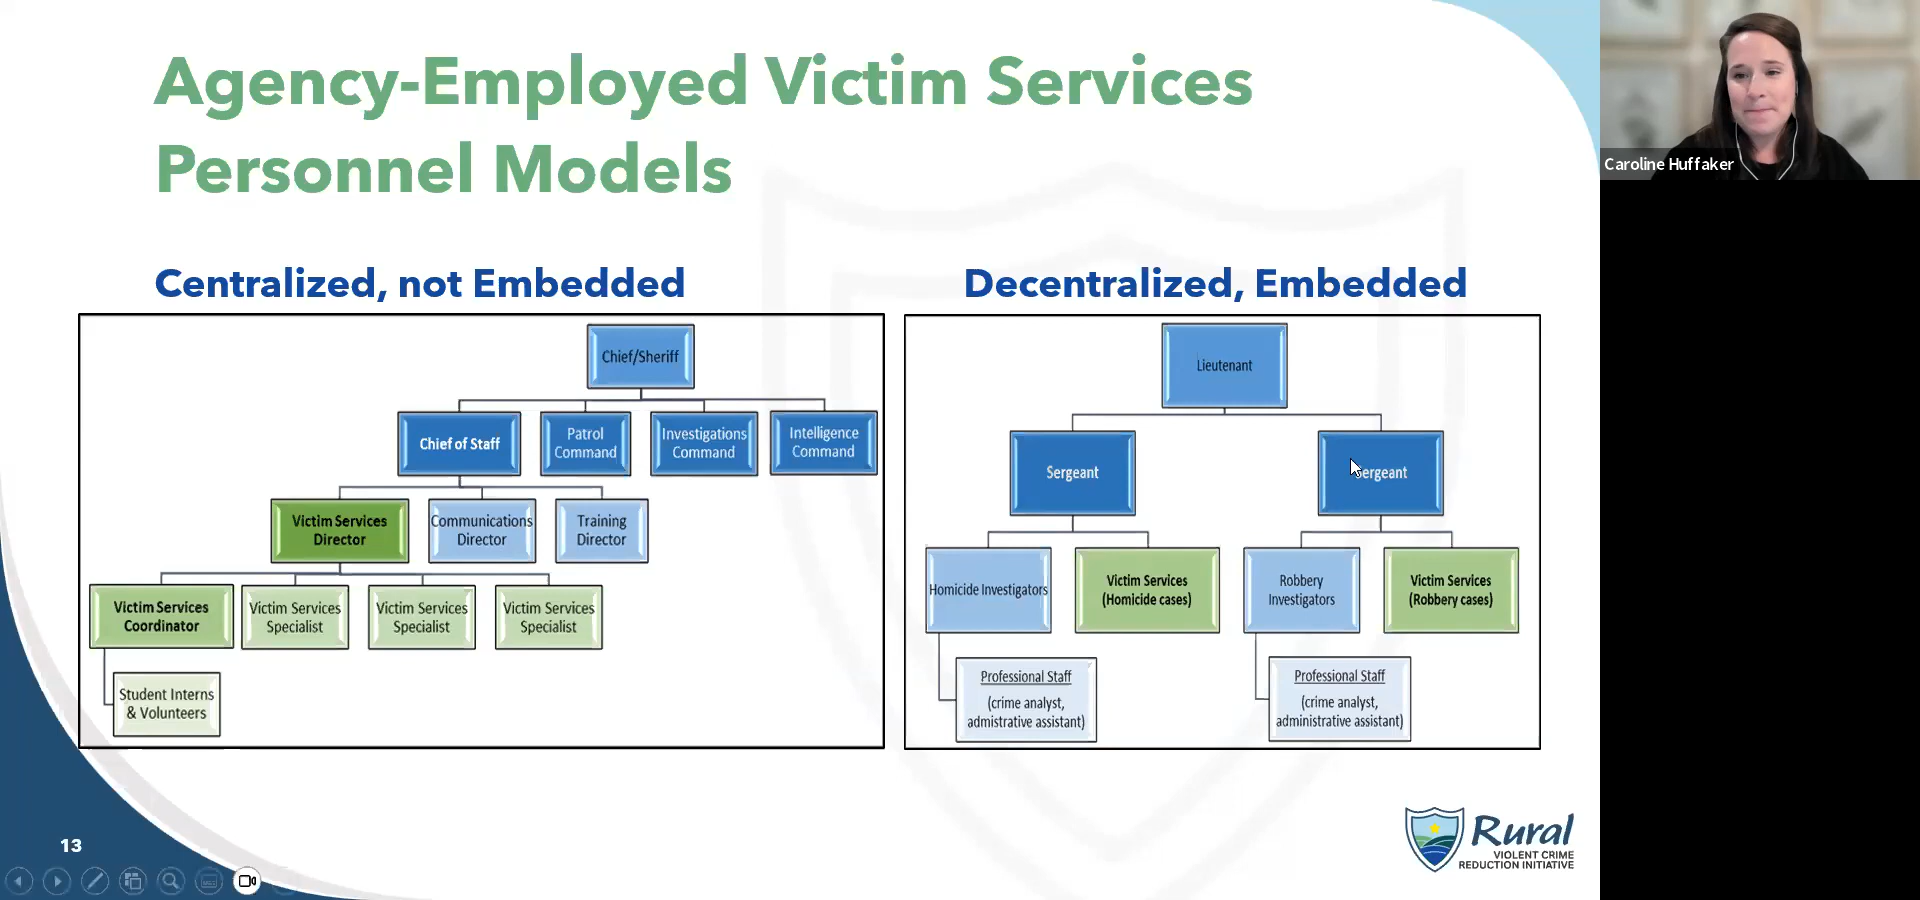 Agency-Employed Victim Services
Personnel Models
Centralized, not Embedded
Chief/Sheriff
Chief of Staff
Patrol
Command
Investigations
Command
Intelligence
Command
Victim Services
Director
Communications
Director
Training
Director
Victim Services
Coordinator
Victim Services
Specialist
Victim Services
Specialist
Victim Services
Specialist
Student Interns
& Volunteers
Decentralized, Embedded
Lieutenant
Sergeant
Sergeant
Homicide Investigators
Victim Services
(Homicide cases)
Robbery
Investigators
Victim Services
(Robbery cases)
Professional Staff
(crime analyst,
admistrative assistant)
Professional Staff
(crime analyst,
administrative assistant)
13
Rural
VIOLENT CRIME
REDUCTION INITIATIVE
Caroline Huffaker